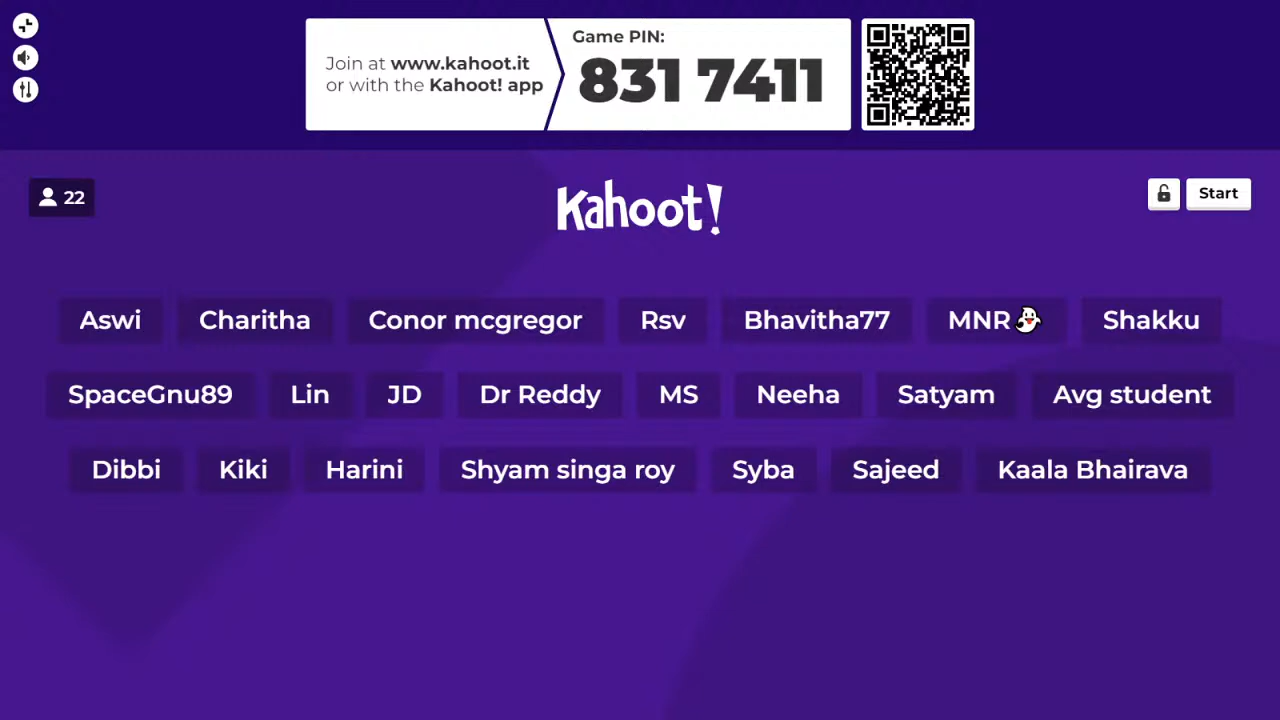 Join at www.kahoot.it
or with the Kahoot! app
Game PIN:
831 7411
22
Kahoot!
Start
Aswi Charitha Conor mcgregor Rsv Bhavitha77 MNR👻 Shakku
SpaceGnu89 Lin JD Dr Reddy MS Neeha Satyam Avg student
Dibbi Kiki Harini Shyam singa roy Syba Sajeed Kaala Bhairava